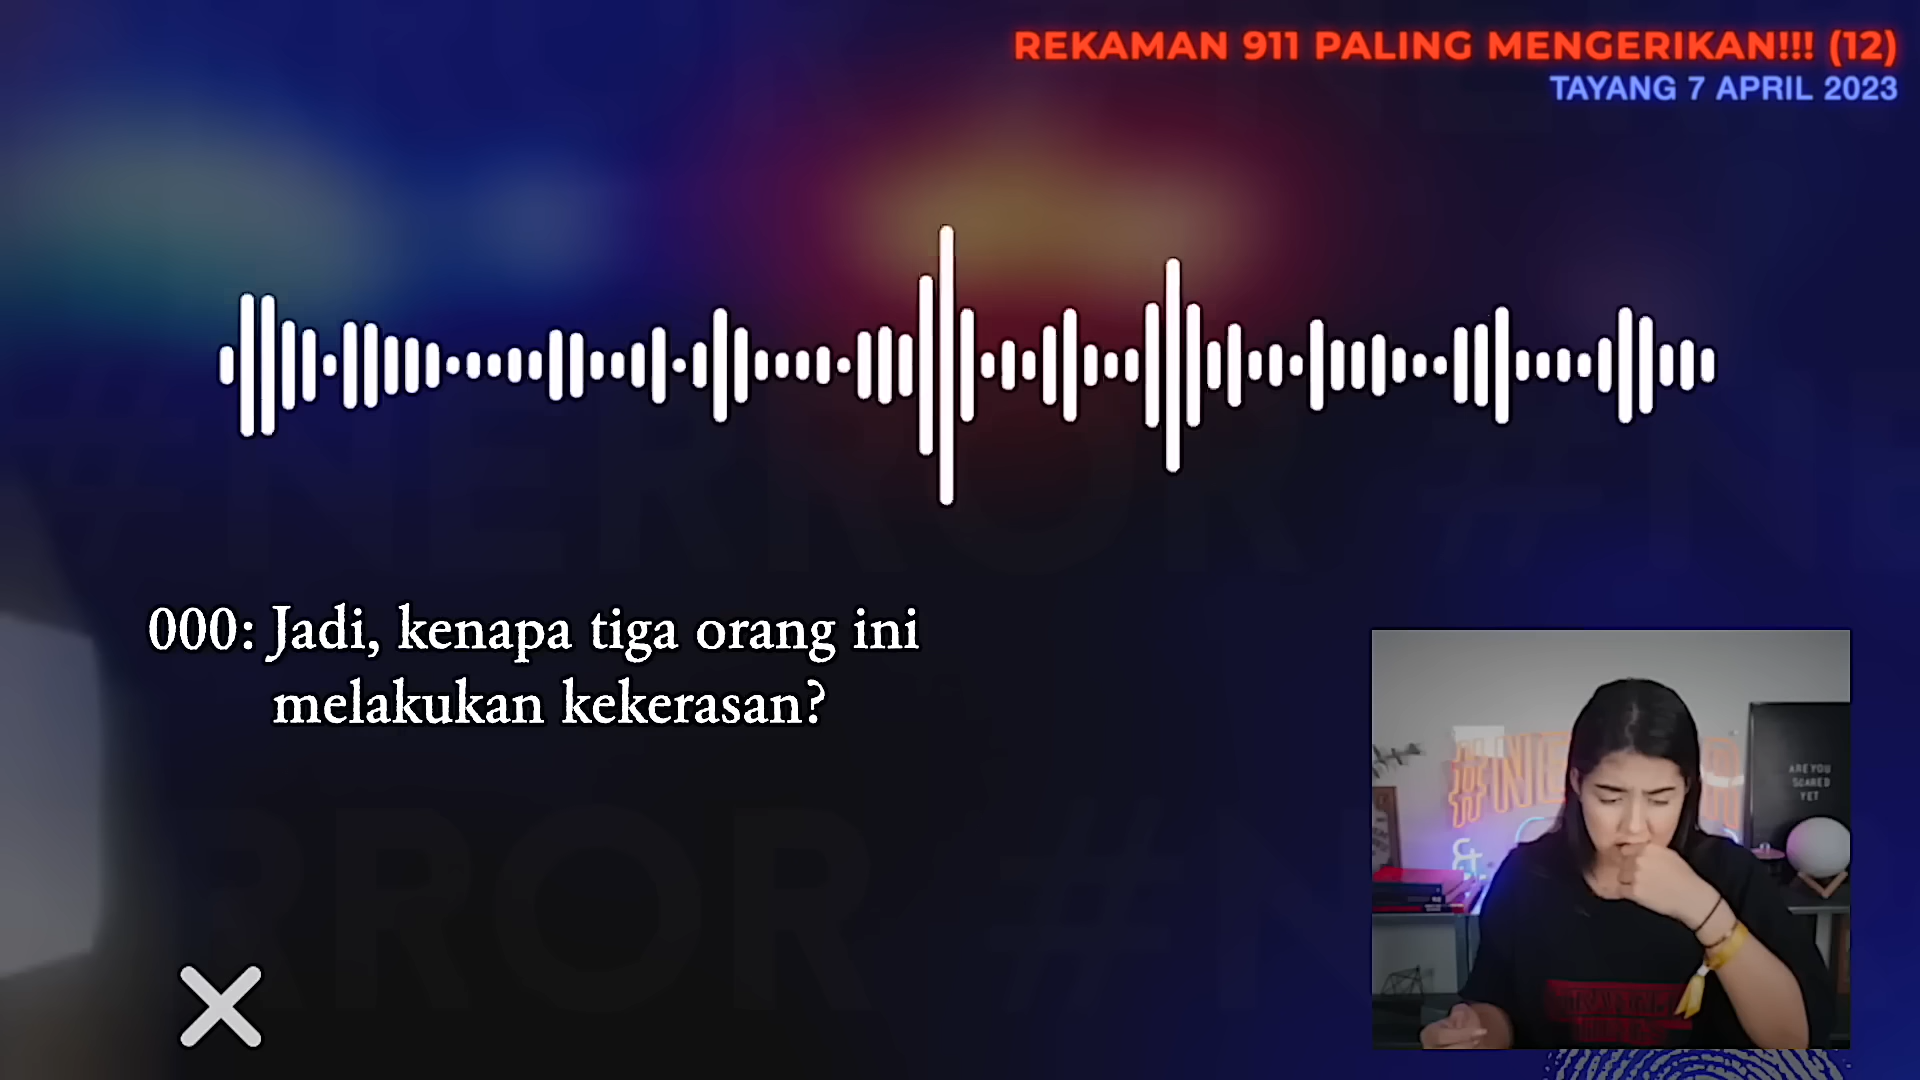 REKAMAN 911 PALING MENGERIKAN!!! (12)
TAYANG 7 APRIL 2023
000: Jadi, kenapa tiga orang ini
melakukan kekerasan?
ARE YOU
SCARED
YET